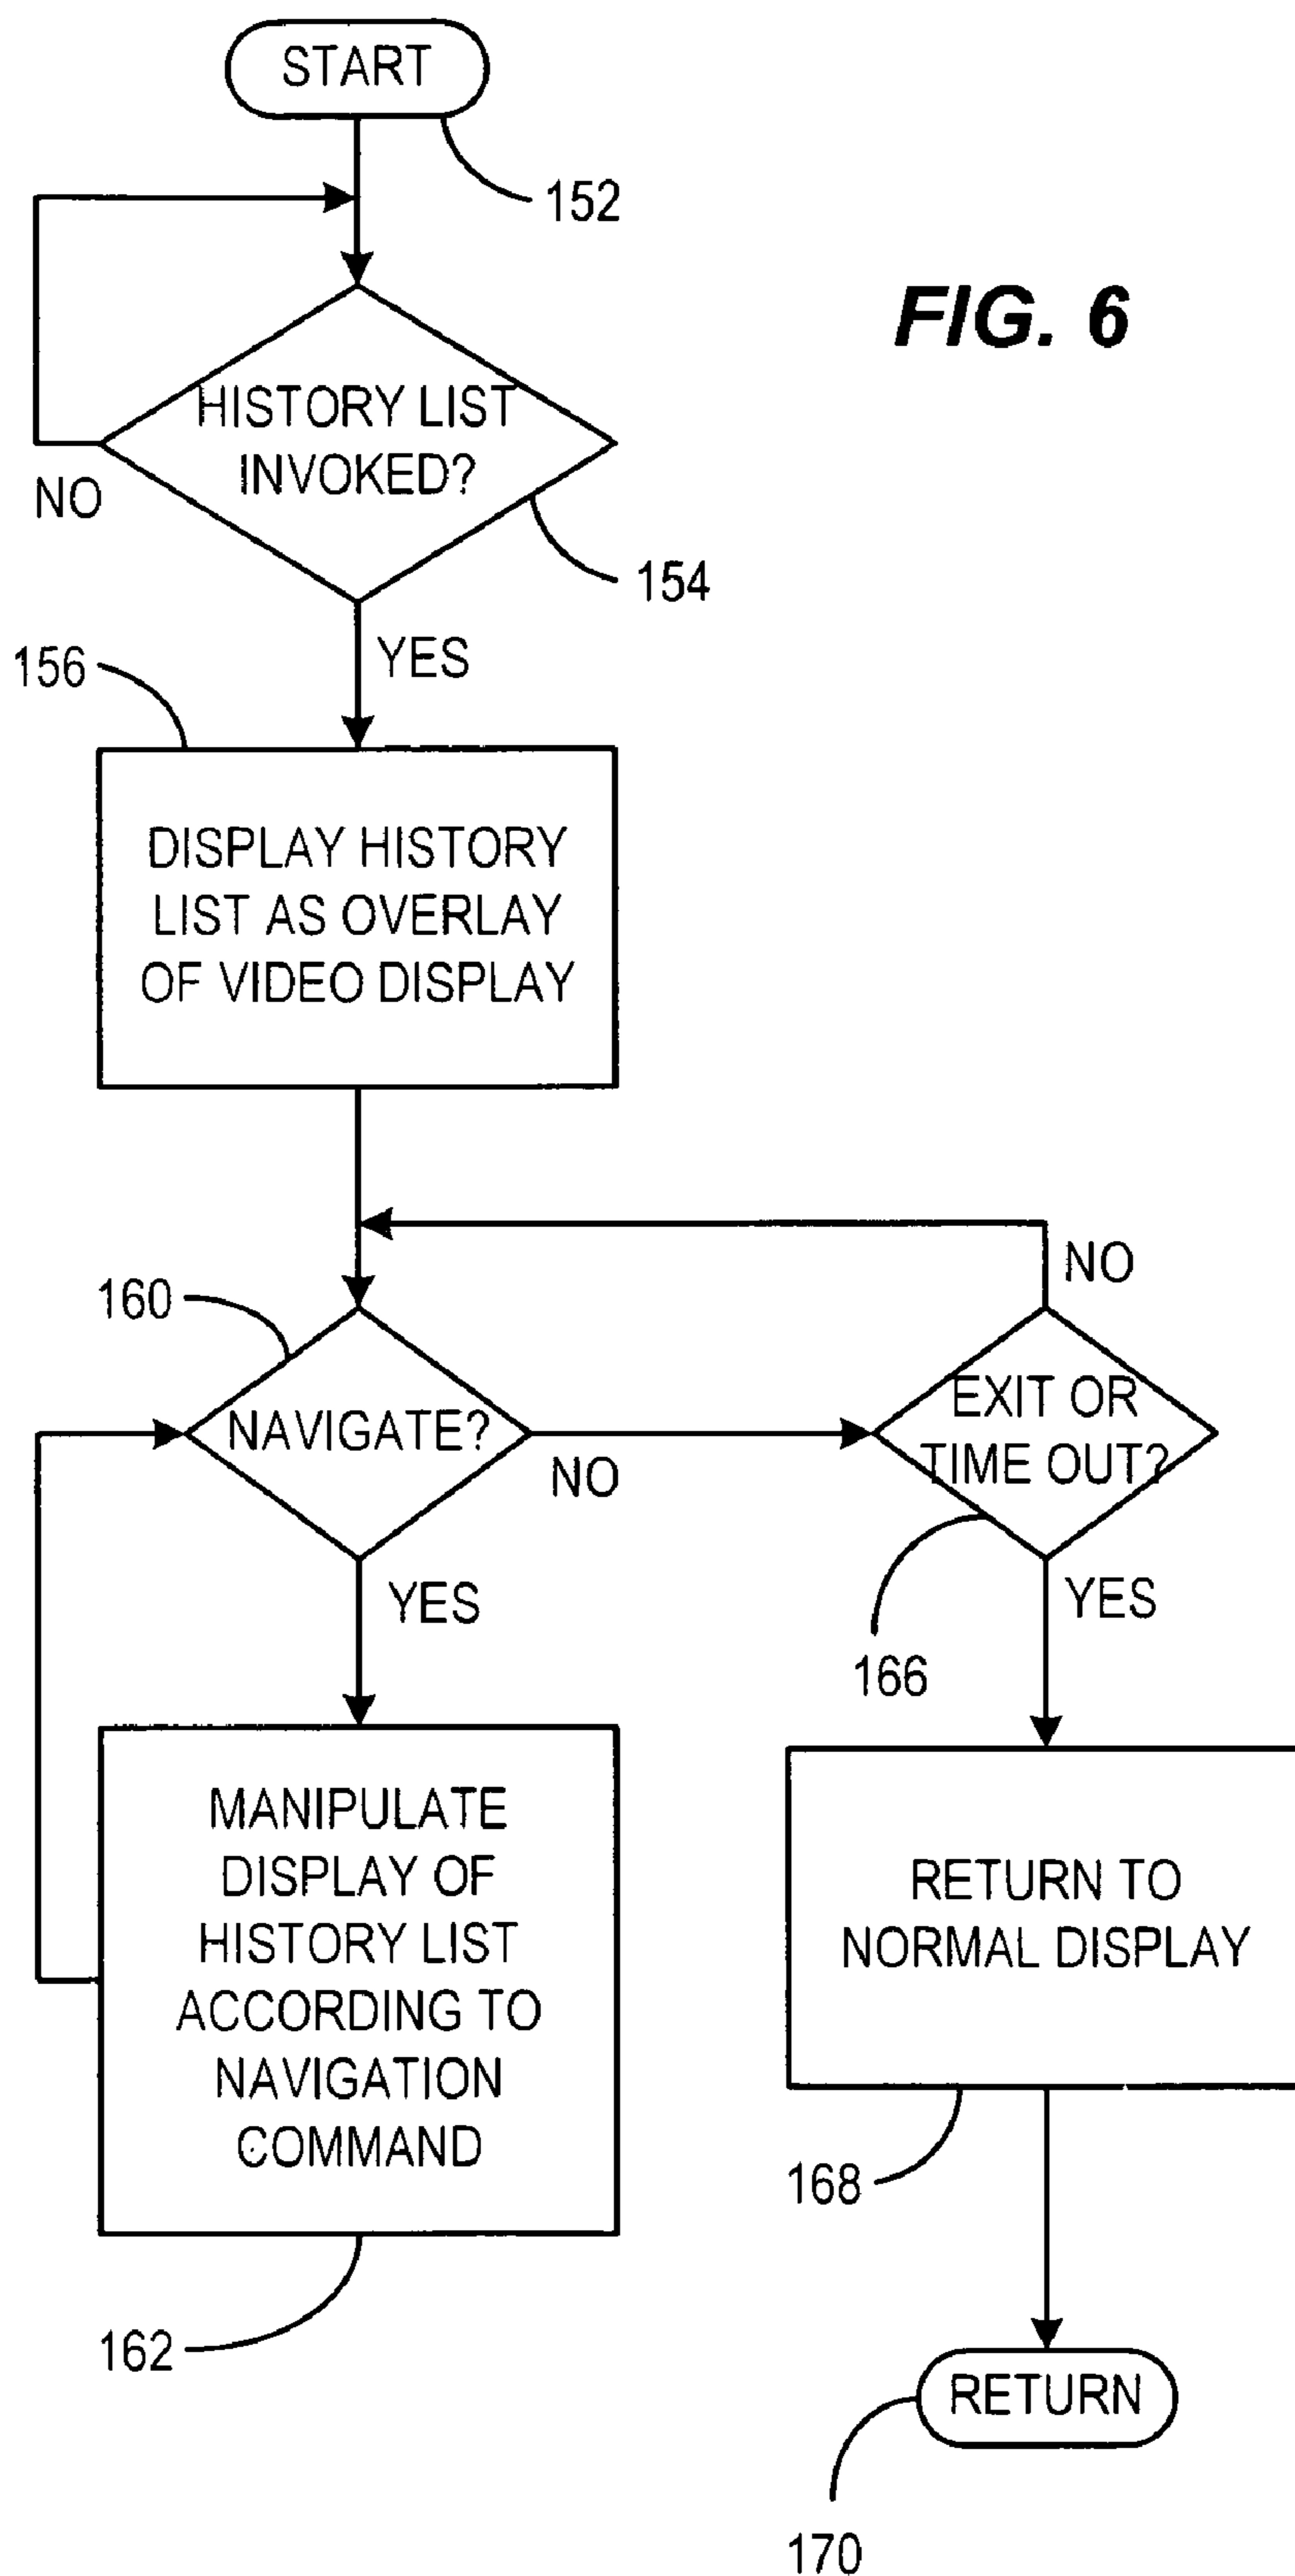 START
152
FIG. 6
HISTORY LIST
INVOKED?
NO
154
YES
156
DISPLAY HISTORY
LIST AS OVERLAY
OF VIDEO DISPLAY
NO
160
NAVIGATE?
NO
EXIT OR
TIME OUT?
YES
YES
166
MANIPULATE
DISPLAY OF
HISTORY LIST
ACCORDING TO
NAVIGATION
COMMAND
RETURN TO
NORMAL DISPLAY
168
162
RETURN
170